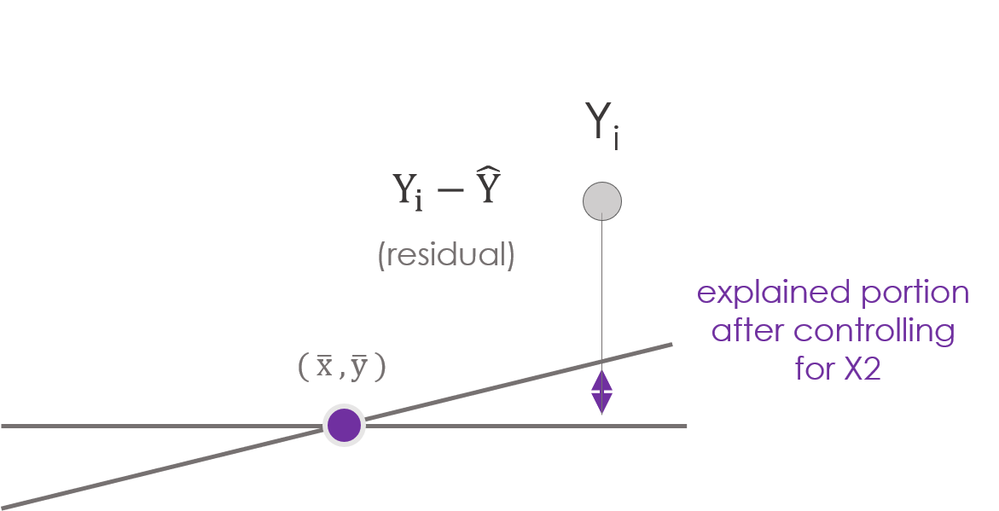 Yi
Yi − Ŷ
(residual)
explained portion
after controlling
for X2
( x̅ , y̅ )